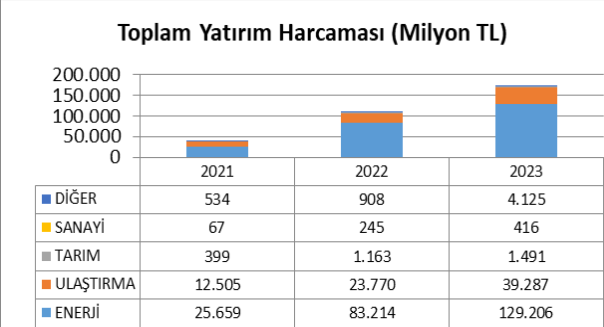 Toplam Yatırım Harcaması (Milyon TL)
200.000
150.000
100.000
50.000
0
2021 2022 2023
DİĞER 534 908 4.125
SANAYİ 67 245 416
TARIM 399 1.163 1.491
ULAŞTIRMA 12.505 23.770 39.287
ENERJİ 25.659 83.214 129.206